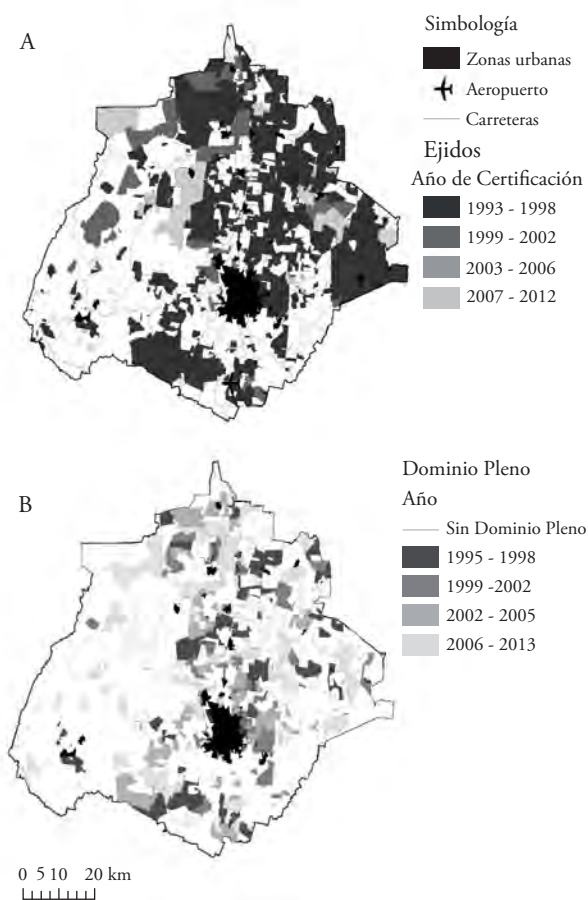 A
Simbología
Zonas urbanas
Aeropuerto
Carreteras
Ejidos
Año de Certificación
1993 - 1998
1999 - 2002
2003 - 2006
2007 - 2012
B
Dominio Pleno
Año
Sin Dominio Pleno
1995 - 1998
1999 -2002
2002 - 2005
2006 - 2013
0 5 10 20 km